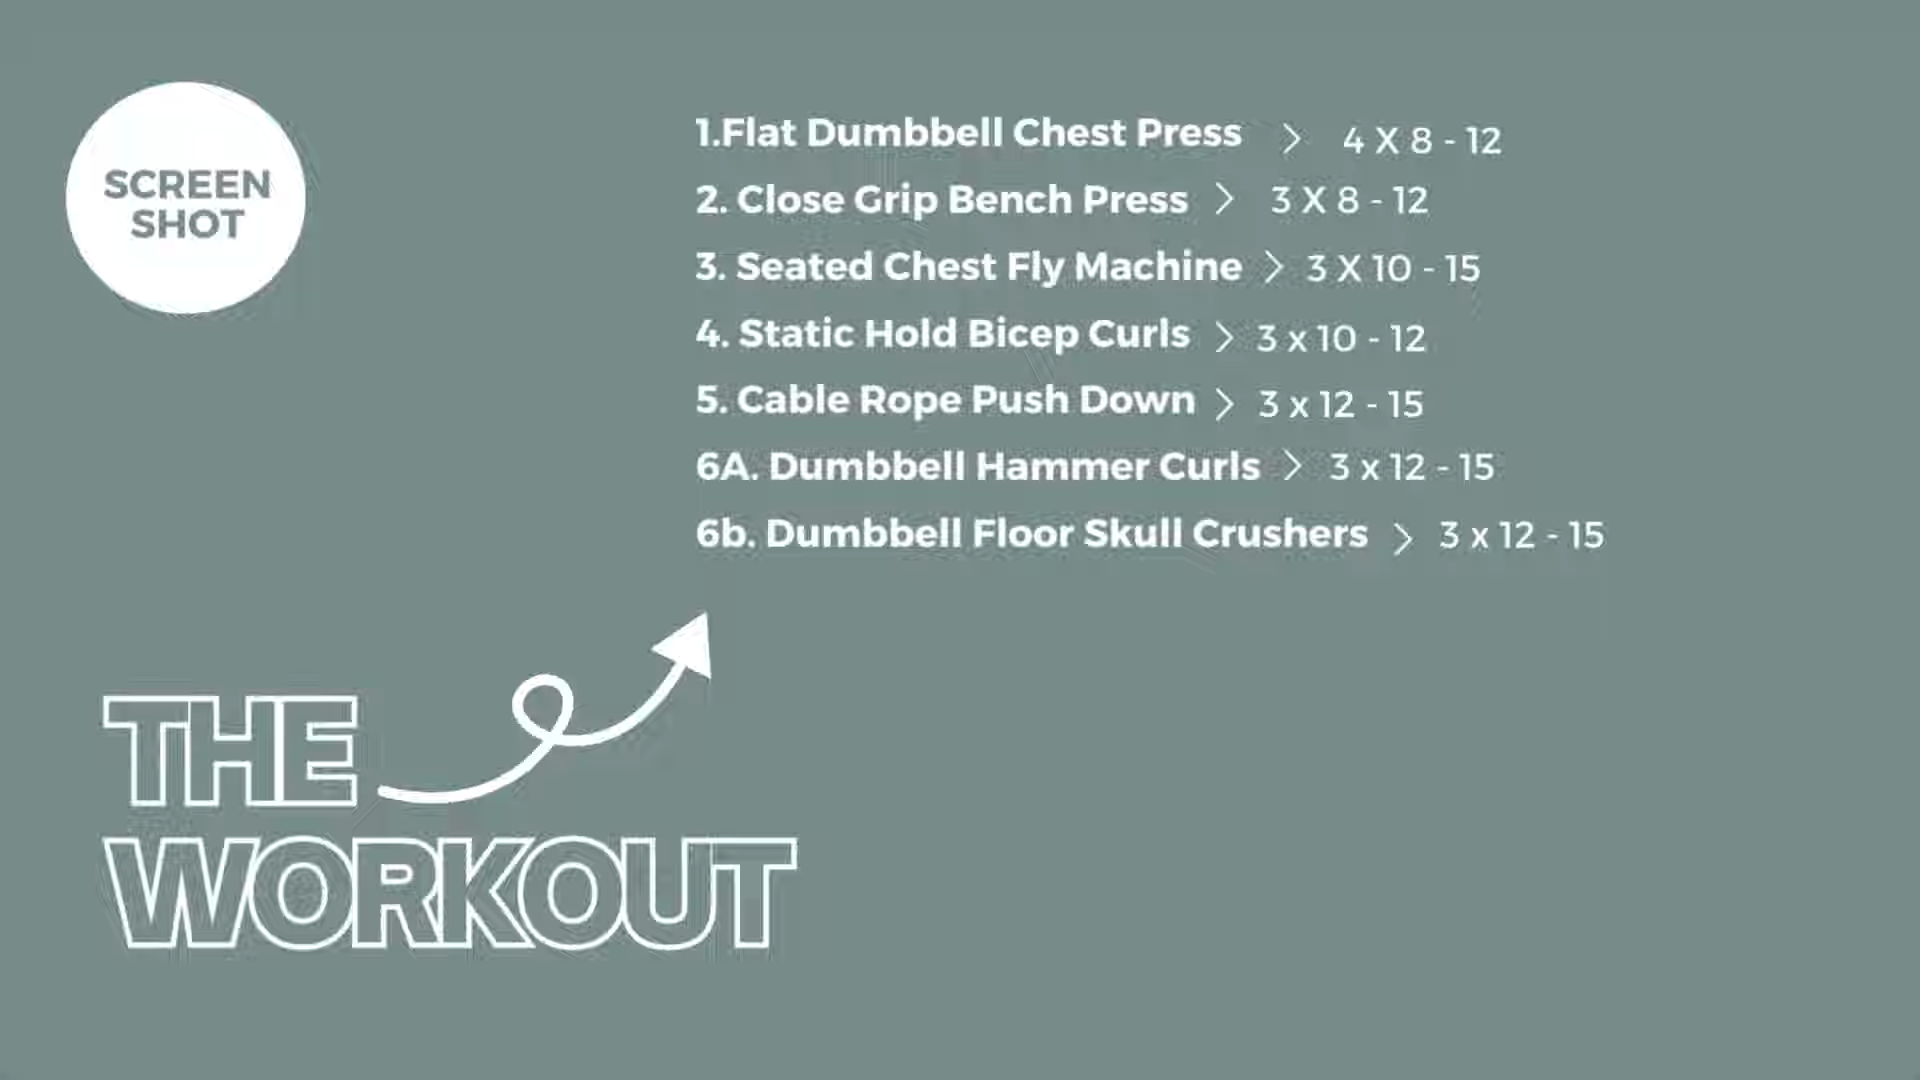 SCREEN
SHOT
1.Flat Dumbbell Chest Press > 4 X 8 - 12
2. Close Grip Bench Press > 3 X 8 - 12
3. Seated Chest Fly Machine > 3 X 10 - 15
4. Static Hold Bicep Curls > 3 x 10 - 12
5. Cable Rope Push Down > 3 x 12 - 15
6A. Dumbbell Hammer Curls > 3 x 12 - 15
6b. Dumbbell Floor Skull Crushers > 3 x 12 - 15
THE
WORKOUT